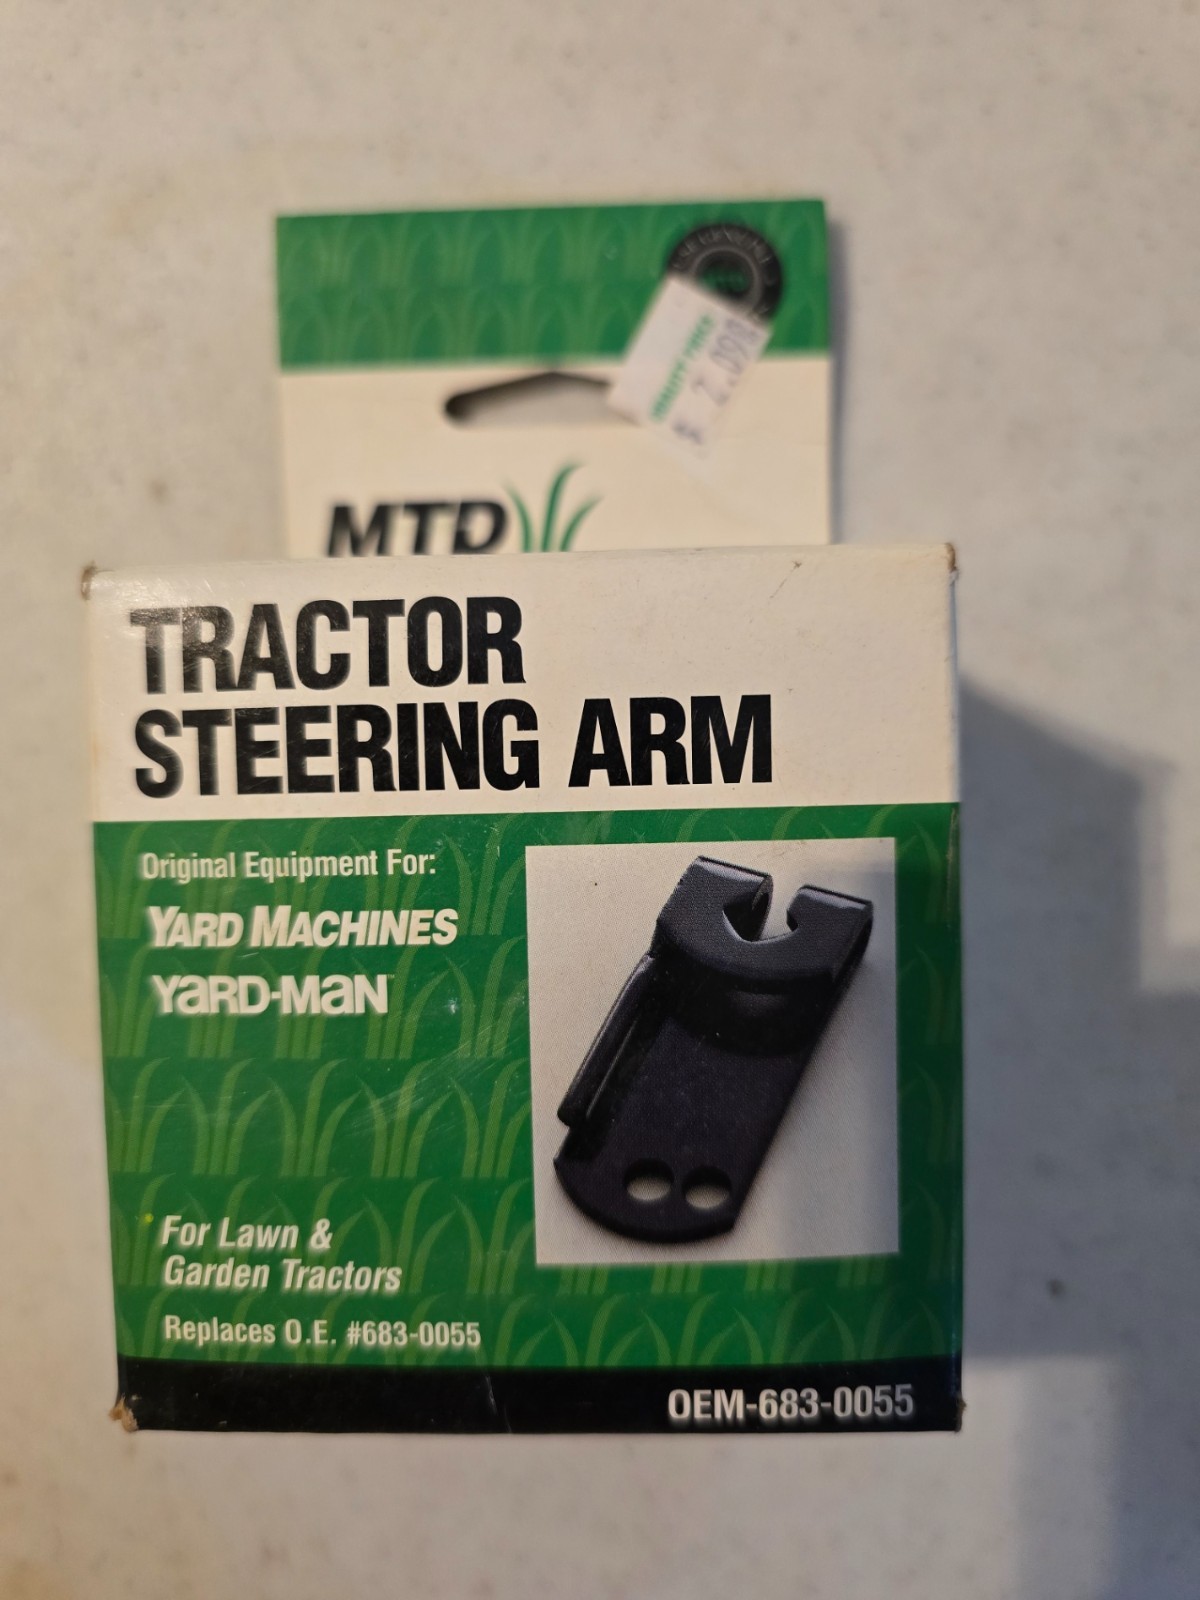 MTD
TRACTOR
STEERING ARM
Original Equipment For:
YARD MACHINES
YaRD-MaN
For Lawn &
Garden Tractors
Replaces O.E. #683-0055
OEM-683-0055